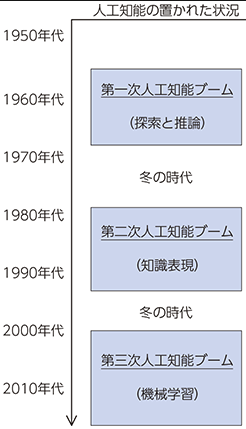 人工知能の置かれた状況
1950年代
1960年代
第一次人工知能ブーム
(探索と推論)
1970年代
冬の時代
1980年代
第二次人工知能ブーム
(知識表現)
1990年代
冬の時代
2000年代
第三次人工知能ブーム
(機械学習)
2010年代